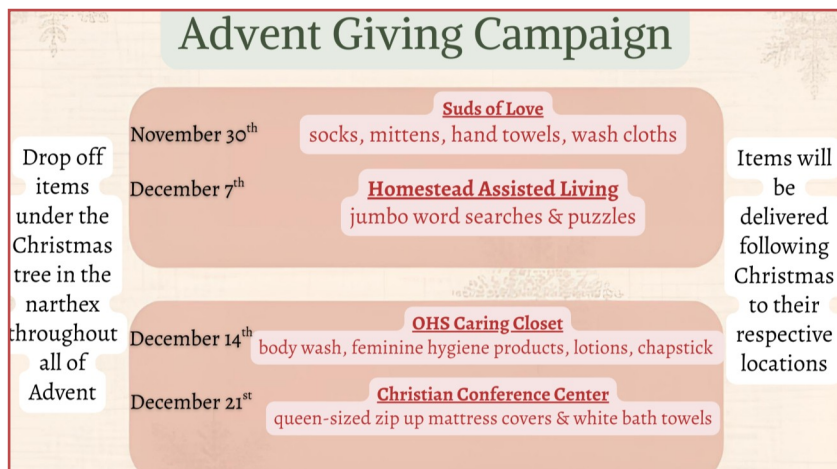 Advent Giving Campaign
Drop off
items
under the
Christmas
tree in the
narthex
throughout
all of
Advent
November 30th
Suds of Love
socks, mittens, hand towels, wash cloths
December 7th
Homestead Assisted Living
jumbo word searches & puzzles
December 14th
OHS Caring Closet
body wash, feminine hygiene products, lotions, chapstick
December 21st
Christian Conference Center
queen-sized zip up mattress covers & white bath towels
Items will
be
delivered
following
Christmas
to their
respective
locations